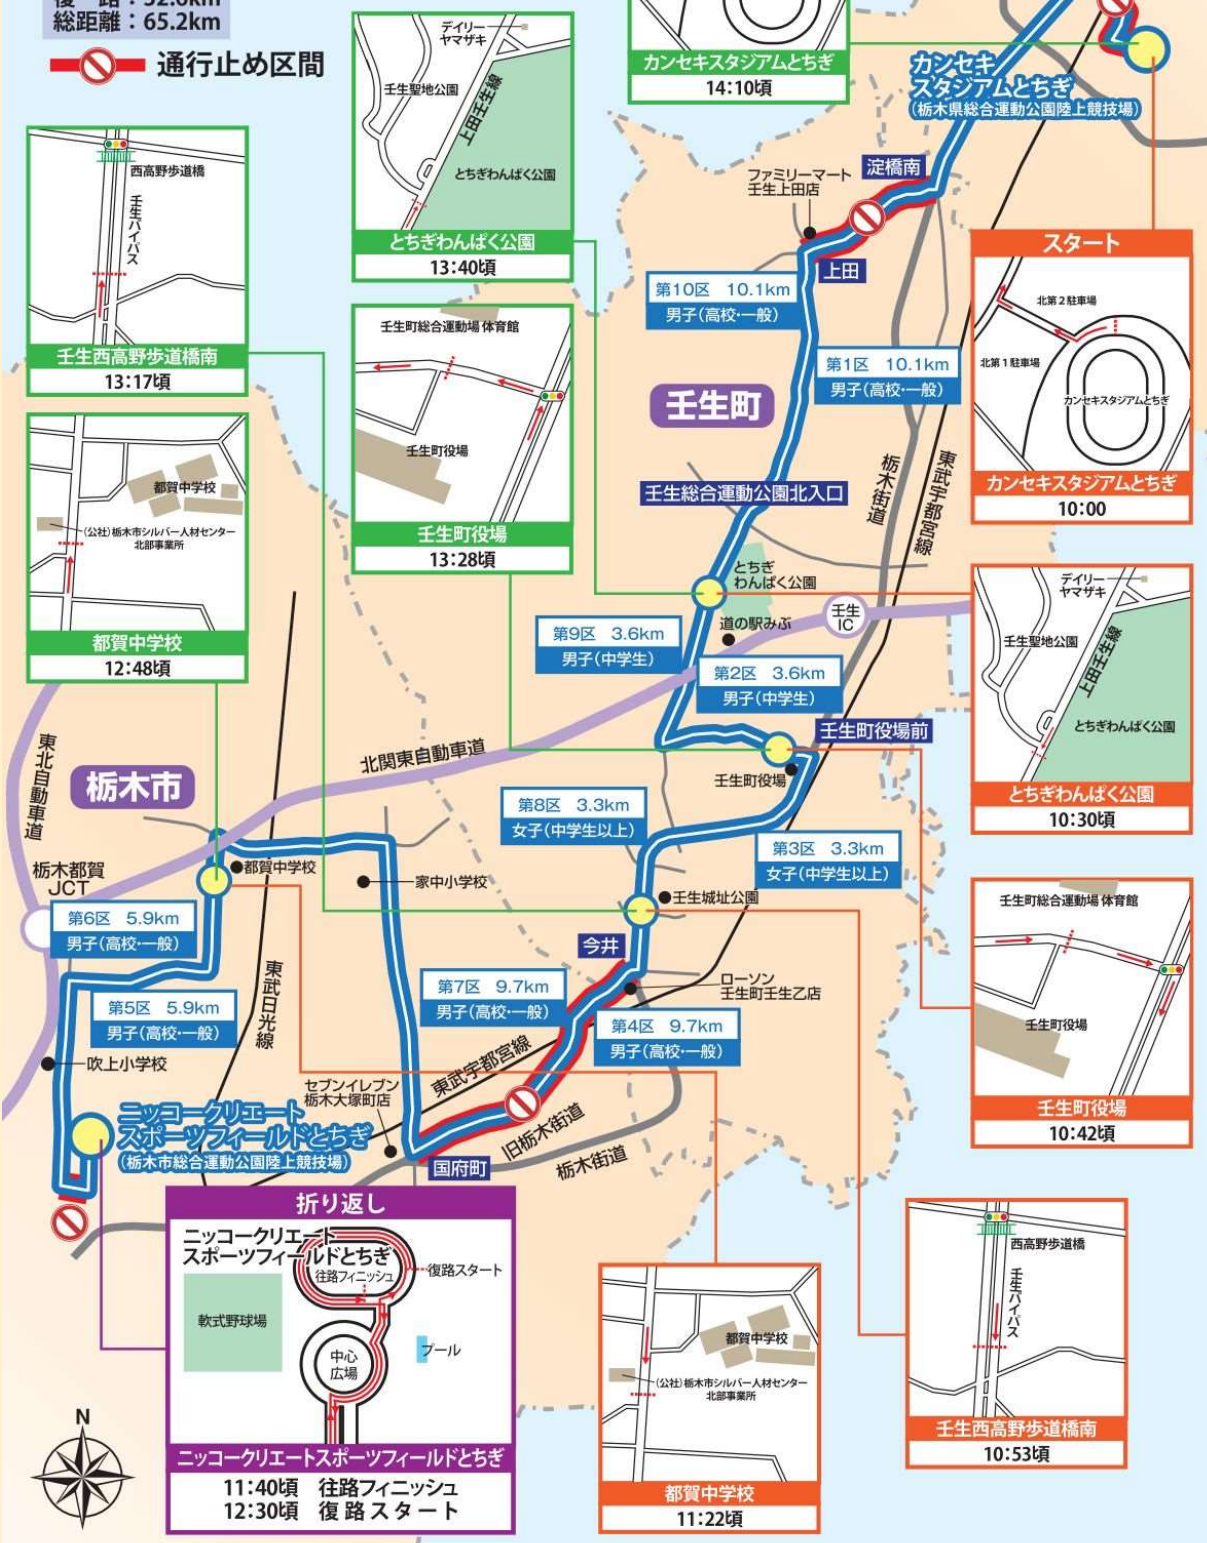 復 路：32.6km
総距離：65.2km
通行止め区間
デイリー
ヤマザキ
壬生聖地公園
上田壬生線
とちぎわんぱく公園
とちぎわんぱく公園
13:40頃
カンセキスタジアムとちぎ
14:10頃
カンセキ
スタジアムとちぎ
(栃木県総合運動公園陸上競技場)
西高野歩道橋
壬生バイパス
壬生西高野歩道橋南
13:17頃
壬生町総合運動場 体育館
壬生町役場
壬生町役場
13:28頃
都賀中学校
(公社)栃木市シルバー人材センター
北部事業所
都賀中学校
12:48頃
淀橋南
ファミリーマート
壬生上田店
上田
第10区 10.1km
男子(高校・一般)
第1区 10.1km
男子(高校・一般)
壬生町
壬生総合運動公園北入口
栃木街道
東武宇都宮線
とちぎ
わんぱく公園
道の駅みぶ
壬生
IC
第9区 3.6km
男子(中学生)
第2区 3.6km
男子(中学生)
壬生町役場前
壬生町役場
スタート
北第2駐車場
北第1駐車場
カンセキスタジアムとちぎ
カンセキスタジアムとちぎ
10:00
デイリー
ヤマザキ
壬生聖地公園
上田壬生線
とちぎわんぱく公園
とちぎわんぱく公園
10:30頃
東北自動車道
栃木市
北関東自動車道
第8区 3.3km
女子(中学生以上)
第3区 3.3km
女子(中学生以上)
栃木都賀
JCT
都賀中学校
家中小学校
壬生城址公園
第6区 5.9km
男子(高校・一般)
第5区 5.9km
男子(高校・一般)
東武日光線
今井
第7区 9.7km
男子(高校・一般)
ローソン
壬生町壬生乙店
第4区 9.7km
男子(高校・一般)
壬生町総合運動場 体育館
壬生町役場
壬生町役場
10:42頃
吹上小学校
東武宇都宮線
セブンイレブン
栃木大塚町店
ニッコークリエート
スポーツフィールドとちぎ
(栃木市総合運動公園陸上競技場)
国府町
旧栃木街道
栃木街道
折り返し
ニッコークリエート
スポーツフィールドとちぎ
往路フィニッシュ
復路スタート
軟式野球場
中心
広場
プール
ニッコークリエートスポーツフィールドとちぎ
11:40頃 往路フィニッシュ
12:30頃 復路スタート
N
都賀中学校
(公社)栃木市シルバー人材センター
北部事業所
都賀中学校
11:22頃
西高野歩道橋
壬生バイパス
壬生西高野歩道橋南
10:53頃